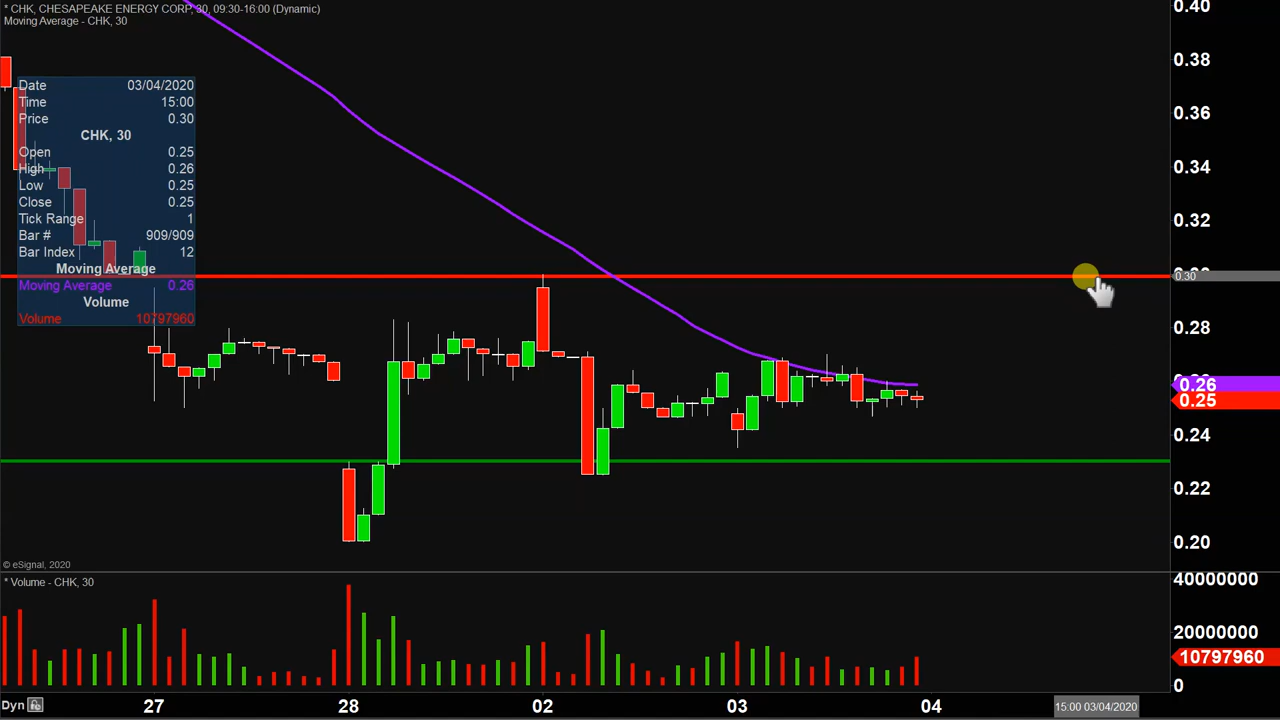 * CHK, CHESAPEAKE ENERGY CORP, 30, 09:30-16:00 (Dynamic)
Moving Average - CHK, 30
Date 03/04/2020
Time 15:00
Price 0.30
CHK, 30
Open 0.25
High 0.26
Low 0.25
Close 0.25
Tick Range 1
Bar # 909/909
Bar Index 12
Moving Average
Moving Average 0.26
Volume
Volume 10797960
0.40
0.38
0.36
0.34
0.32
0.30
0.28
0.26
0.25
0.24
0.22
0.20
© eSignal, 2020
* Volume - CHK, 30
40000000
20000000
10797960
0
Dyn 27 28 02 03 04 15:00 03/04/2020